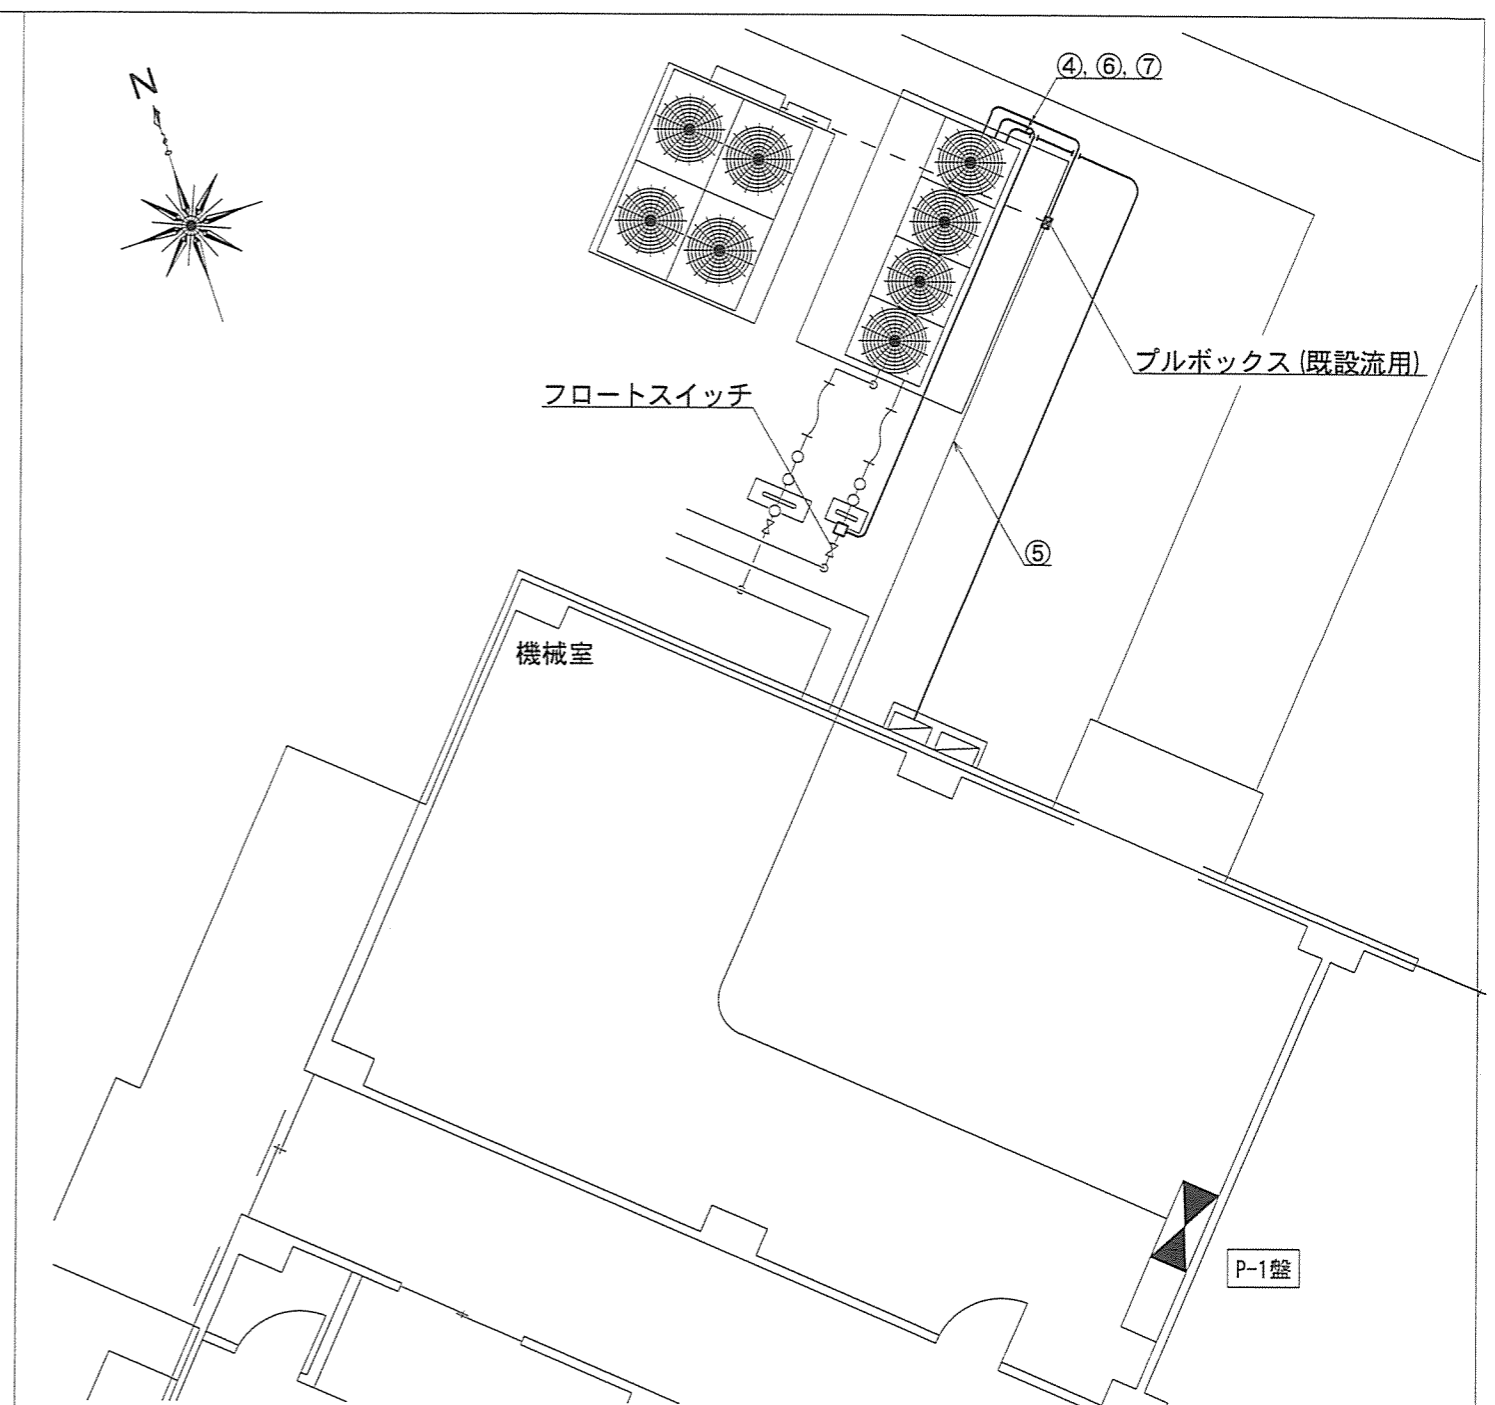 N
④, ⑥, ⑦
プルボックス (既設流用)
フロートスイッチ
⑤
機械室
P-1盤